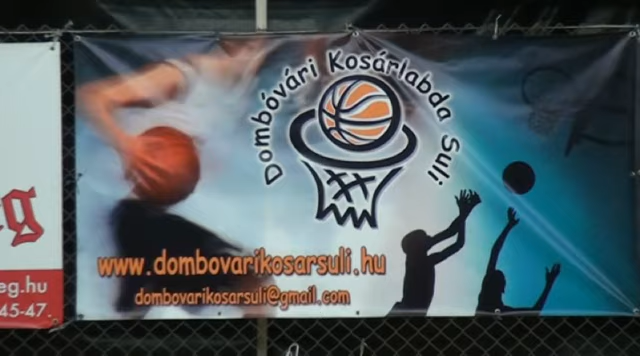 Dombóvári Kosárlabda Suli
www.dombovarikosarsuli.hu
dombovarikosarsuli@gmail.com
g
eg.hu
45-47.